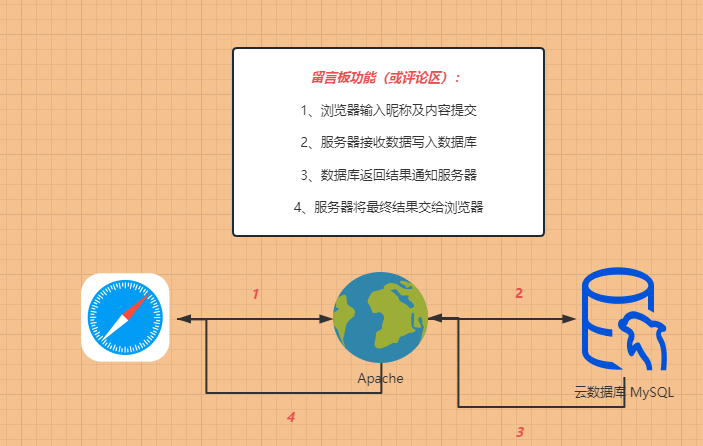 留言板功能（或评论区）：
1、浏览器输入昵称及内容提交
2、服务器接收数据写入数据库
3、数据库返回结果通知服务器
4、服务器将最终结果交给浏览器
1
2
Apache
云数据库 MySQL
4
3